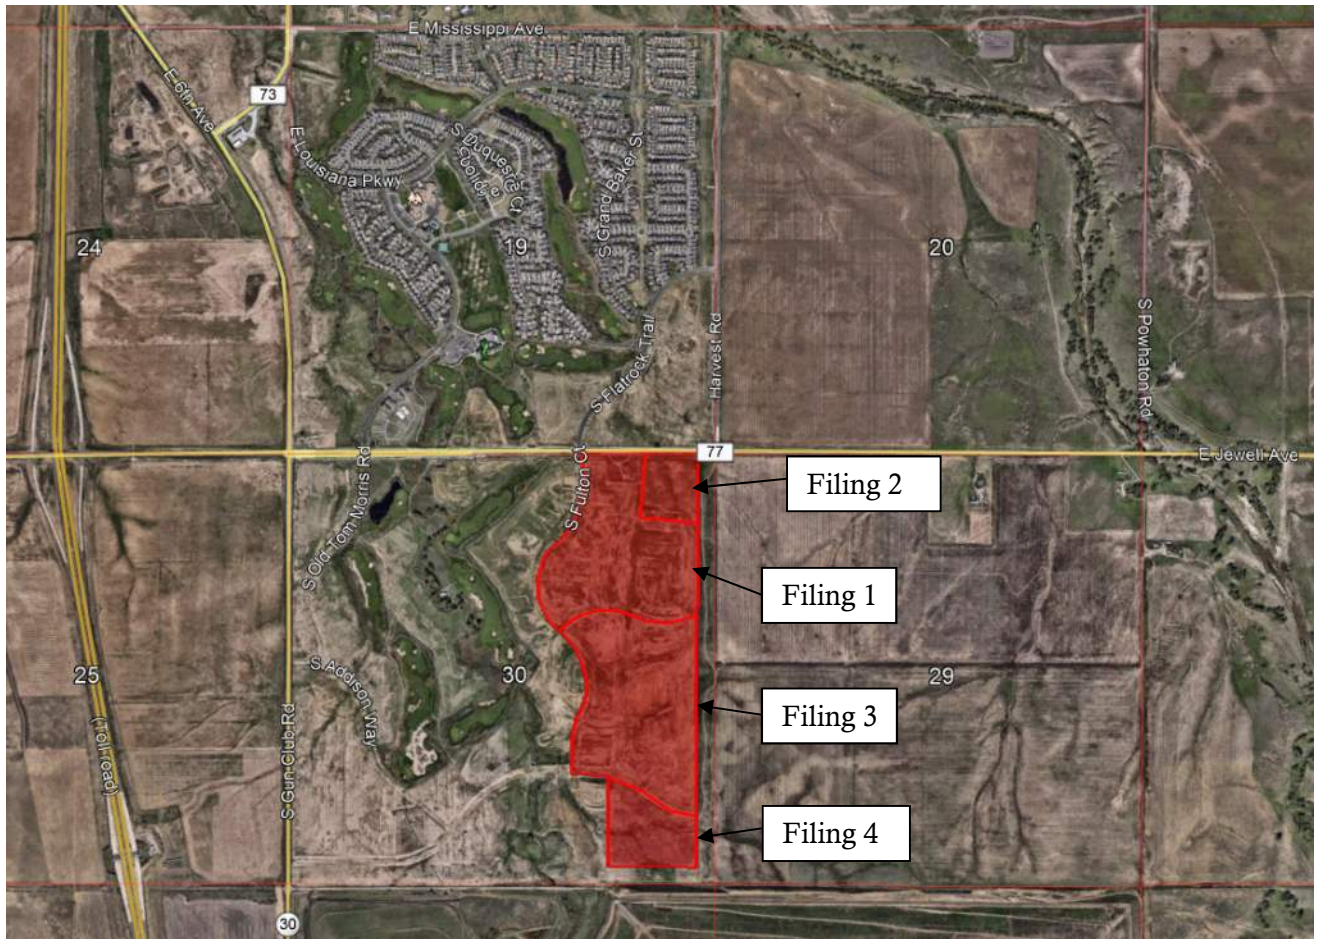 E Mississippi Ave
E 6th Ave
73
E Louisiana Pkwy
S Duquesne Ct
S Coolidge
S Grand Baker St
24
19
20
S Flatrock Trail
Harvest Rd
S Powhaton Rd
S Old Tom Morris Rd
S Fulton Ct
77
E Jewell Ave
Filing 2
Filing 1
S Addison Way
25
30
29
(Toll road)
S Gun Club Rd
Filing 3
Filing 4
30